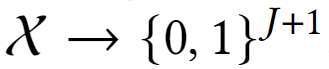 𝒳 → {0, 1}^{J+1}